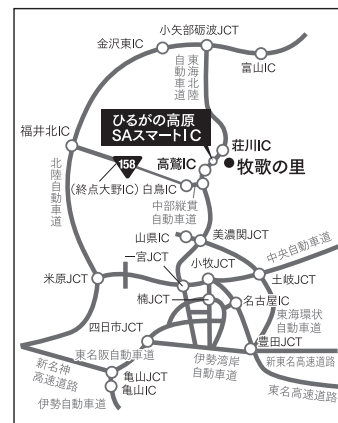 小矢部砺波JCT
金沢東IC
富山IC
東海北陸
自動車道
ひるがの高原
SAスマートIC
荘川IC
福井北IC
158
高鷲IC
牧歌の里
(終点大野IC)
白鳥IC
中部縦貫
自動車道
北陸自動車道
山県IC
美濃関JCT
一宮JCT
小牧JCT
中央自動車道
米原JCT
土岐JCT
楠JCT
名古屋IC
東海環状
自動車道
四日市JCT
豊田JCT
東名阪自動車道
伊勢湾岸
自動車道
新東名高速道路
新名神
高速道路
東名高速道路
亀山JCT
亀山IC
伊勢自動車道